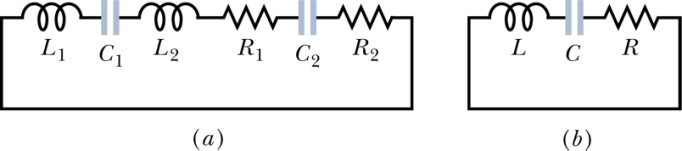 L₁ C₁ L₂ R₁ C₂ R₂ L C R
(a) (b)